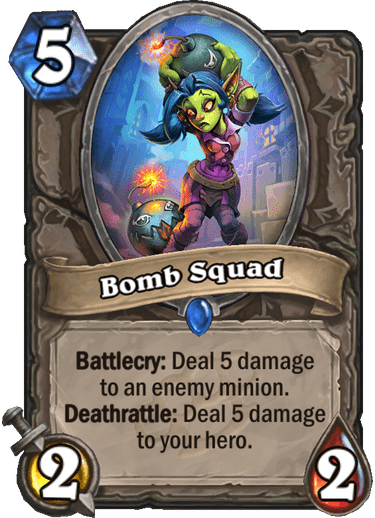 5
Bomb Squad
Battlecry: Deal 5 damage
to an enemy minion.
Deathrattle: Deal 5 damage
to your hero.
2
2